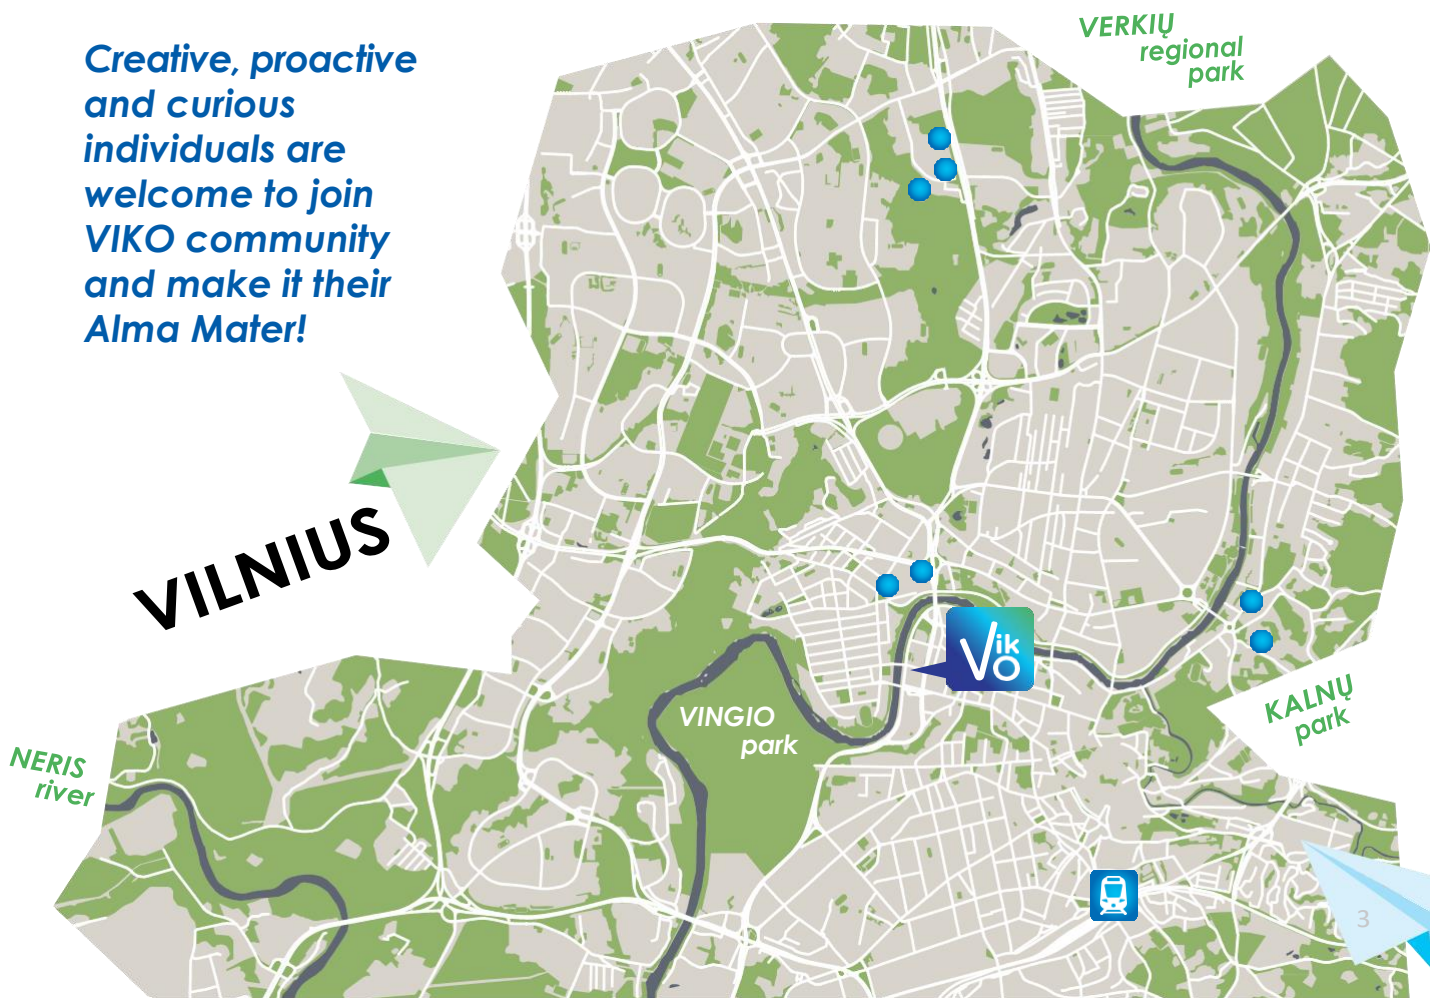 Creative, proactive
and curious
individuals are
welcome to join
VIKO community
and make it their
Alma Mater!
VERKIŲ
regional
park
VILNIUS
Vik
O
VINGIO
park
KALNŲ
park
NERIS
river
3